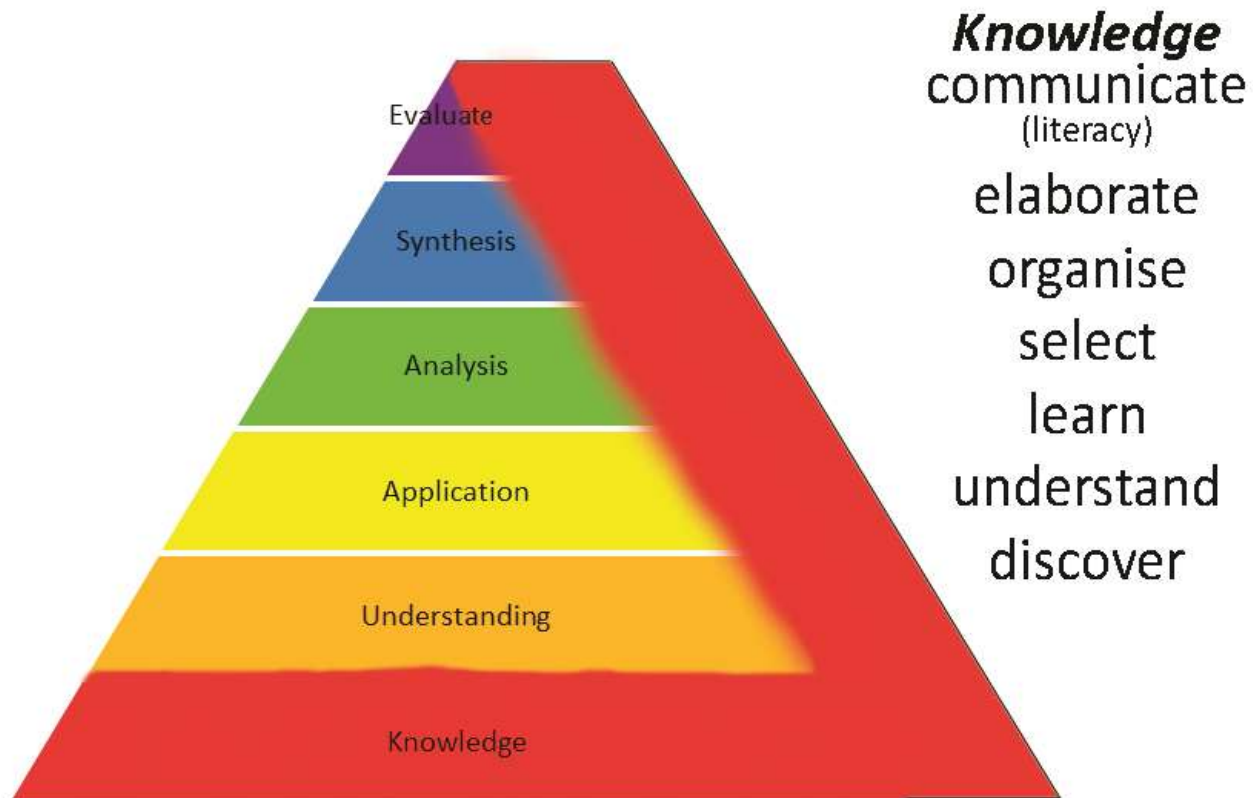 Evaluate
Synthesis
Analysis
Application
Understanding
Knowledge
Knowledge
communicate
(literacy)
elaborate
organise
select
learn
understand
discover